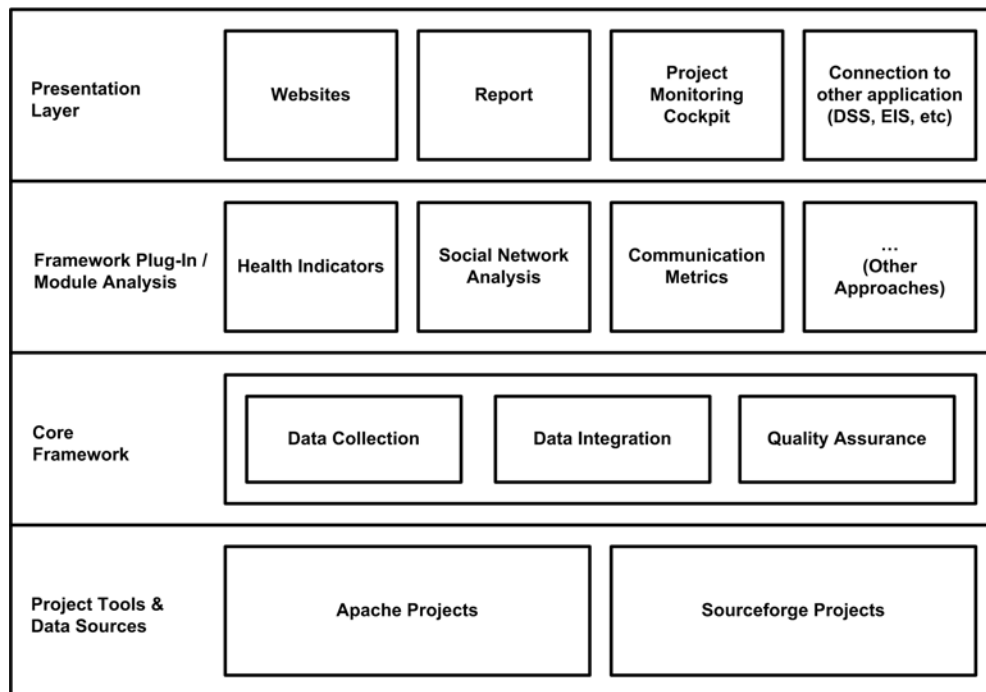 Presentation
Layer
Websites
Report
Project
Monitoring
Cockpit
Connection to
other application
(DSS, EIS, etc)
Framework Plug-In /
Module Analysis
Health Indicators
Social Network
Analysis
Communication
Metrics
...
(Other
Approaches)
Core
Framework
Data Collection
Data Integration
Quality Assurance
Project Tools &
Data Sources
Apache Projects
Sourceforge Projects